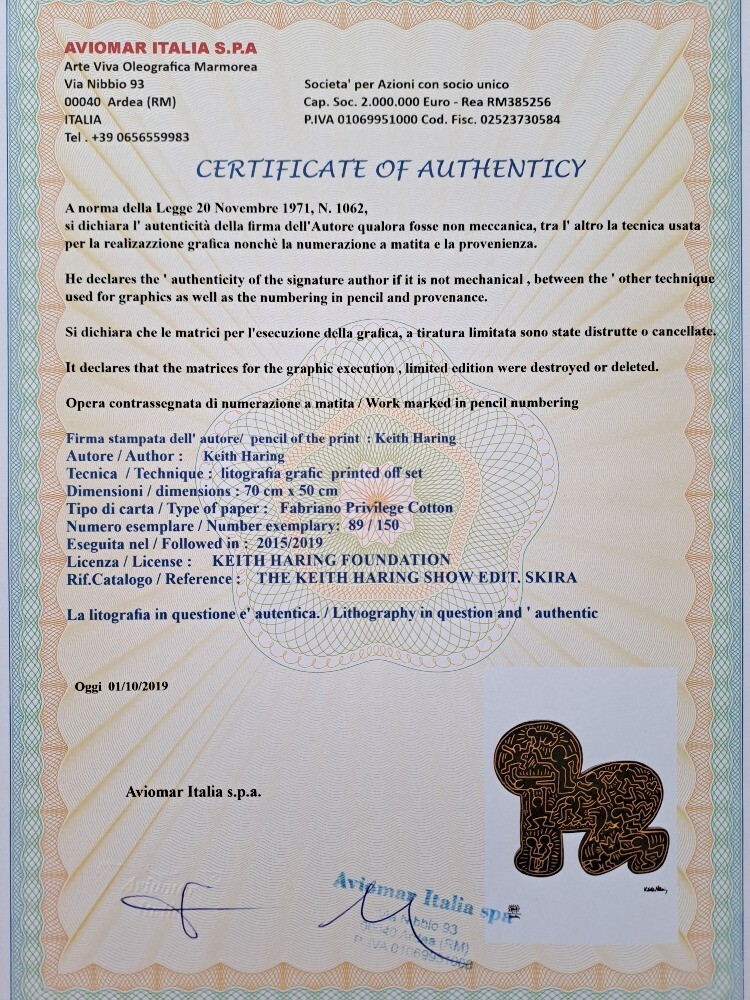 AVIOMAR ITALIA S.P.A
Arte Viva Oleografica Marmorea
Via Nibbio 93
00040 Ardea (RM)
ITALIA
Tel . +39 0656559983
Societa' per Azioni con socio unico
Cap. Soc. 2.000.000 Euro - Rea RM385256
P.IVA 01069951000 Cod. Fisc. 02523730584
CERTIFICATE OF AUTHENTICY
A norma della Legge 20 Novembre 1971, N. 1062,
si dichiara l' autenticità della firma dell'Autore qualora fosse non meccanica, tra l' altro la tecnica usata
per la realizazzione grafica nonchè la numerazione a matita e la provenienza.
He declares the ' authenticity of the signature author if it is not mechanical , between the ' other technique
used for graphics as well as the numbering in pencil and provenance.
Si dichiara che le matrici per l'esecuzione della grafica, a tiratura limitata sono state distrutte o cancellate.
It declares that the matrices for the graphic execution , limited edition were destroyed or deleted.
Opera contrassegnata di numerazione a matita / Work marked in pencil numbering
Firma stampata dell' autore/ pencil of the print : Keith Haring
Autore / Author : Keith Haring
Tecnica / Technique : litografia grafic printed off set
Dimensioni / dimensions : 70 cm x 50 cm
Tipo di carta / Type of paper : Fabriano Privilege Cotton
Numero esemplare / Number exemplary: 89 / 150
Eseguita nel / Followed in : 2015/2019
Licenza / License : KEITH HARING FOUNDATION
Rif.Catalogo / Reference : THE KEITH HARING SHOW EDIT. SKIRA
La litografia in questione e' autentica. / Lithography in question and ' authentic
Oggi 01/10/2019
Aviomar Italia s.p.a.
Aviomar Italia spa
Via Nibbio 93
00040 Ardea (RM)
P. IVA 01069951000
Keith Haring